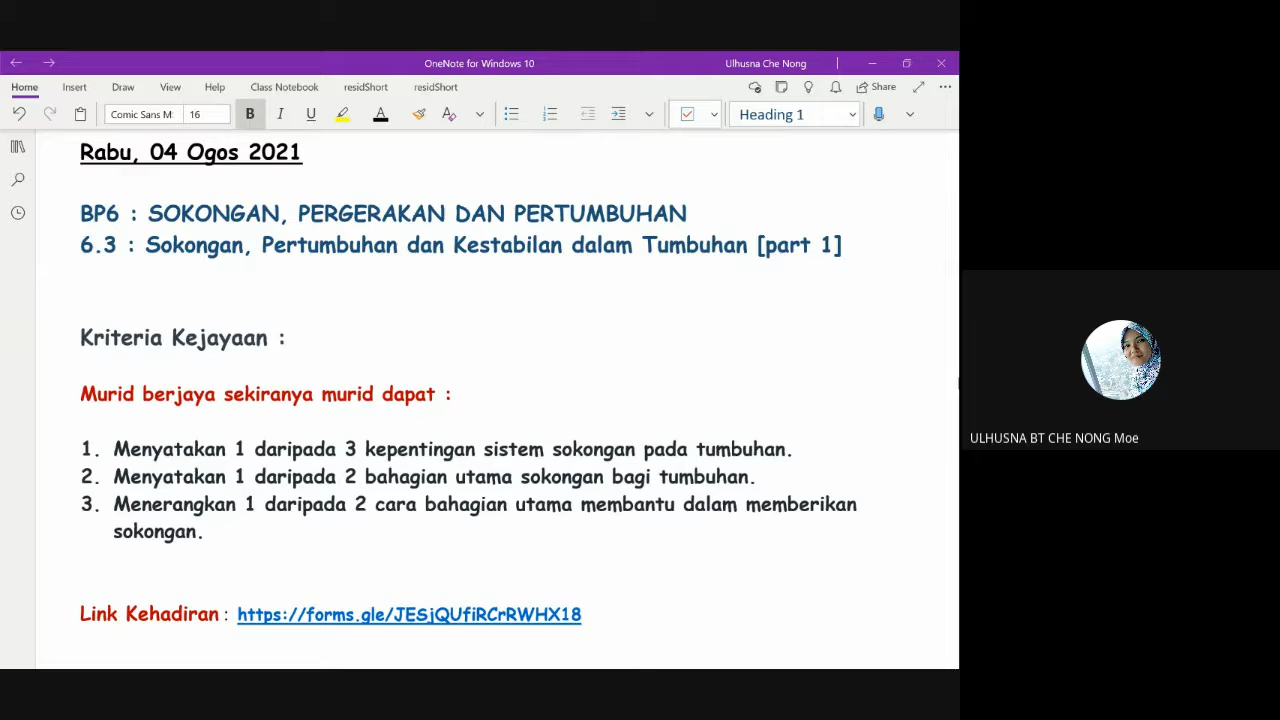 OneNote for Windows 10
Ulhusna Che Nong
Home Insert Draw View Help Class Notebook residShort residShort
Share
Comic Sans M 16 B I U A A Heading 1
Rabu, 04 Ogos 2021
BP6 : SOKONGAN, PERGERAKAN DAN PERTUMBUHAN
6.3 : Sokongan, Pertumbuhan dan Kestabilan dalam Tumbuhan [part 1]
Kriteria Kejayaan :
Murid berjaya sekiranya murid dapat :
1. Menyatakan 1 daripada 3 kepentingan sistem sokongan pada tumbuhan.
2. Menyatakan 1 daripada 2 bahagian utama sokongan bagi tumbuhan.
3. Menerangkan 1 daripada 2 cara bahagian utama membantu dalam memberikan
sokongan.
Link Kehadiran : https://forms.gle/JESjQUfiRCrRWHX18
ULHUSNA BT CHE NONG Moe